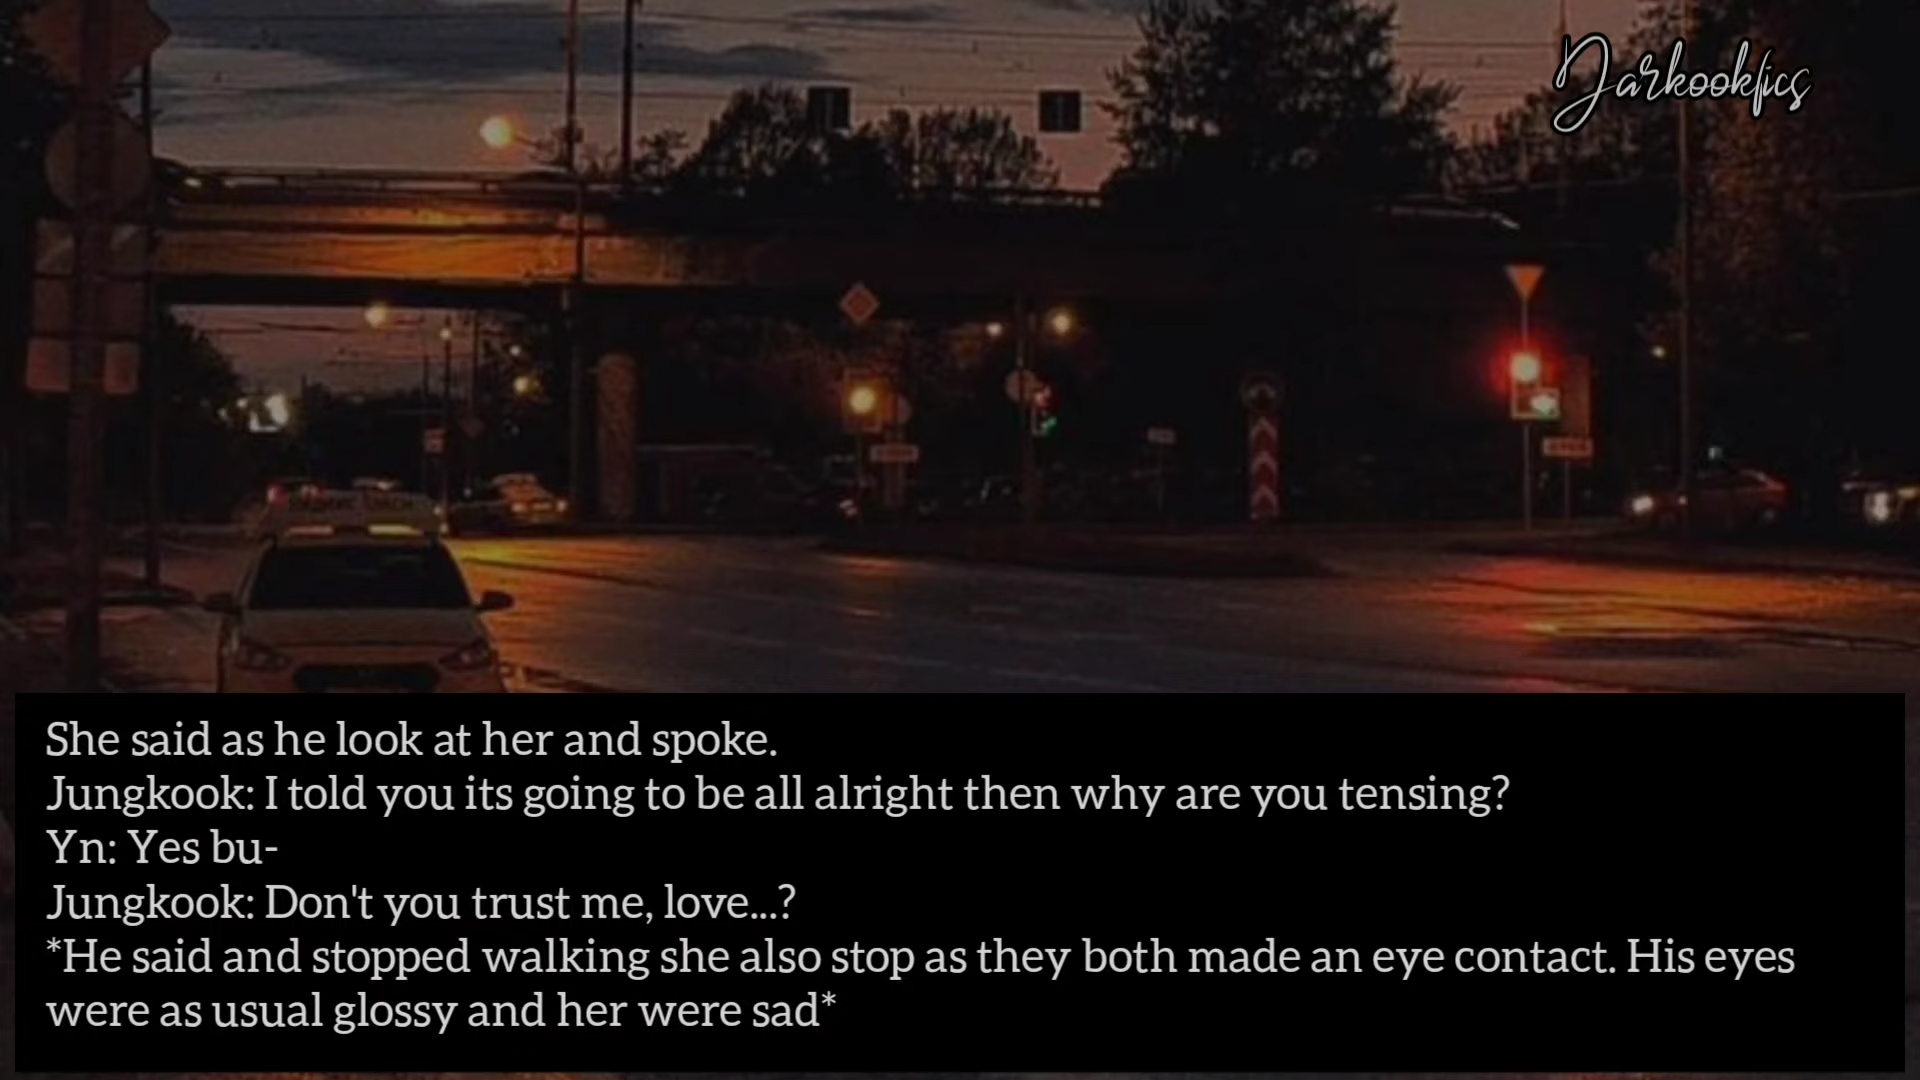 Darkookfics
She said as he look at her and spoke.
Jungkook: I told you its going to be all alright then why are you tensing?
Yn: Yes bu-
Jungkook: Don't you trust me, love...?
*He said and stopped walking she also stop as they both made an eye contact. His eyes
were as usual glossy and her were sad*